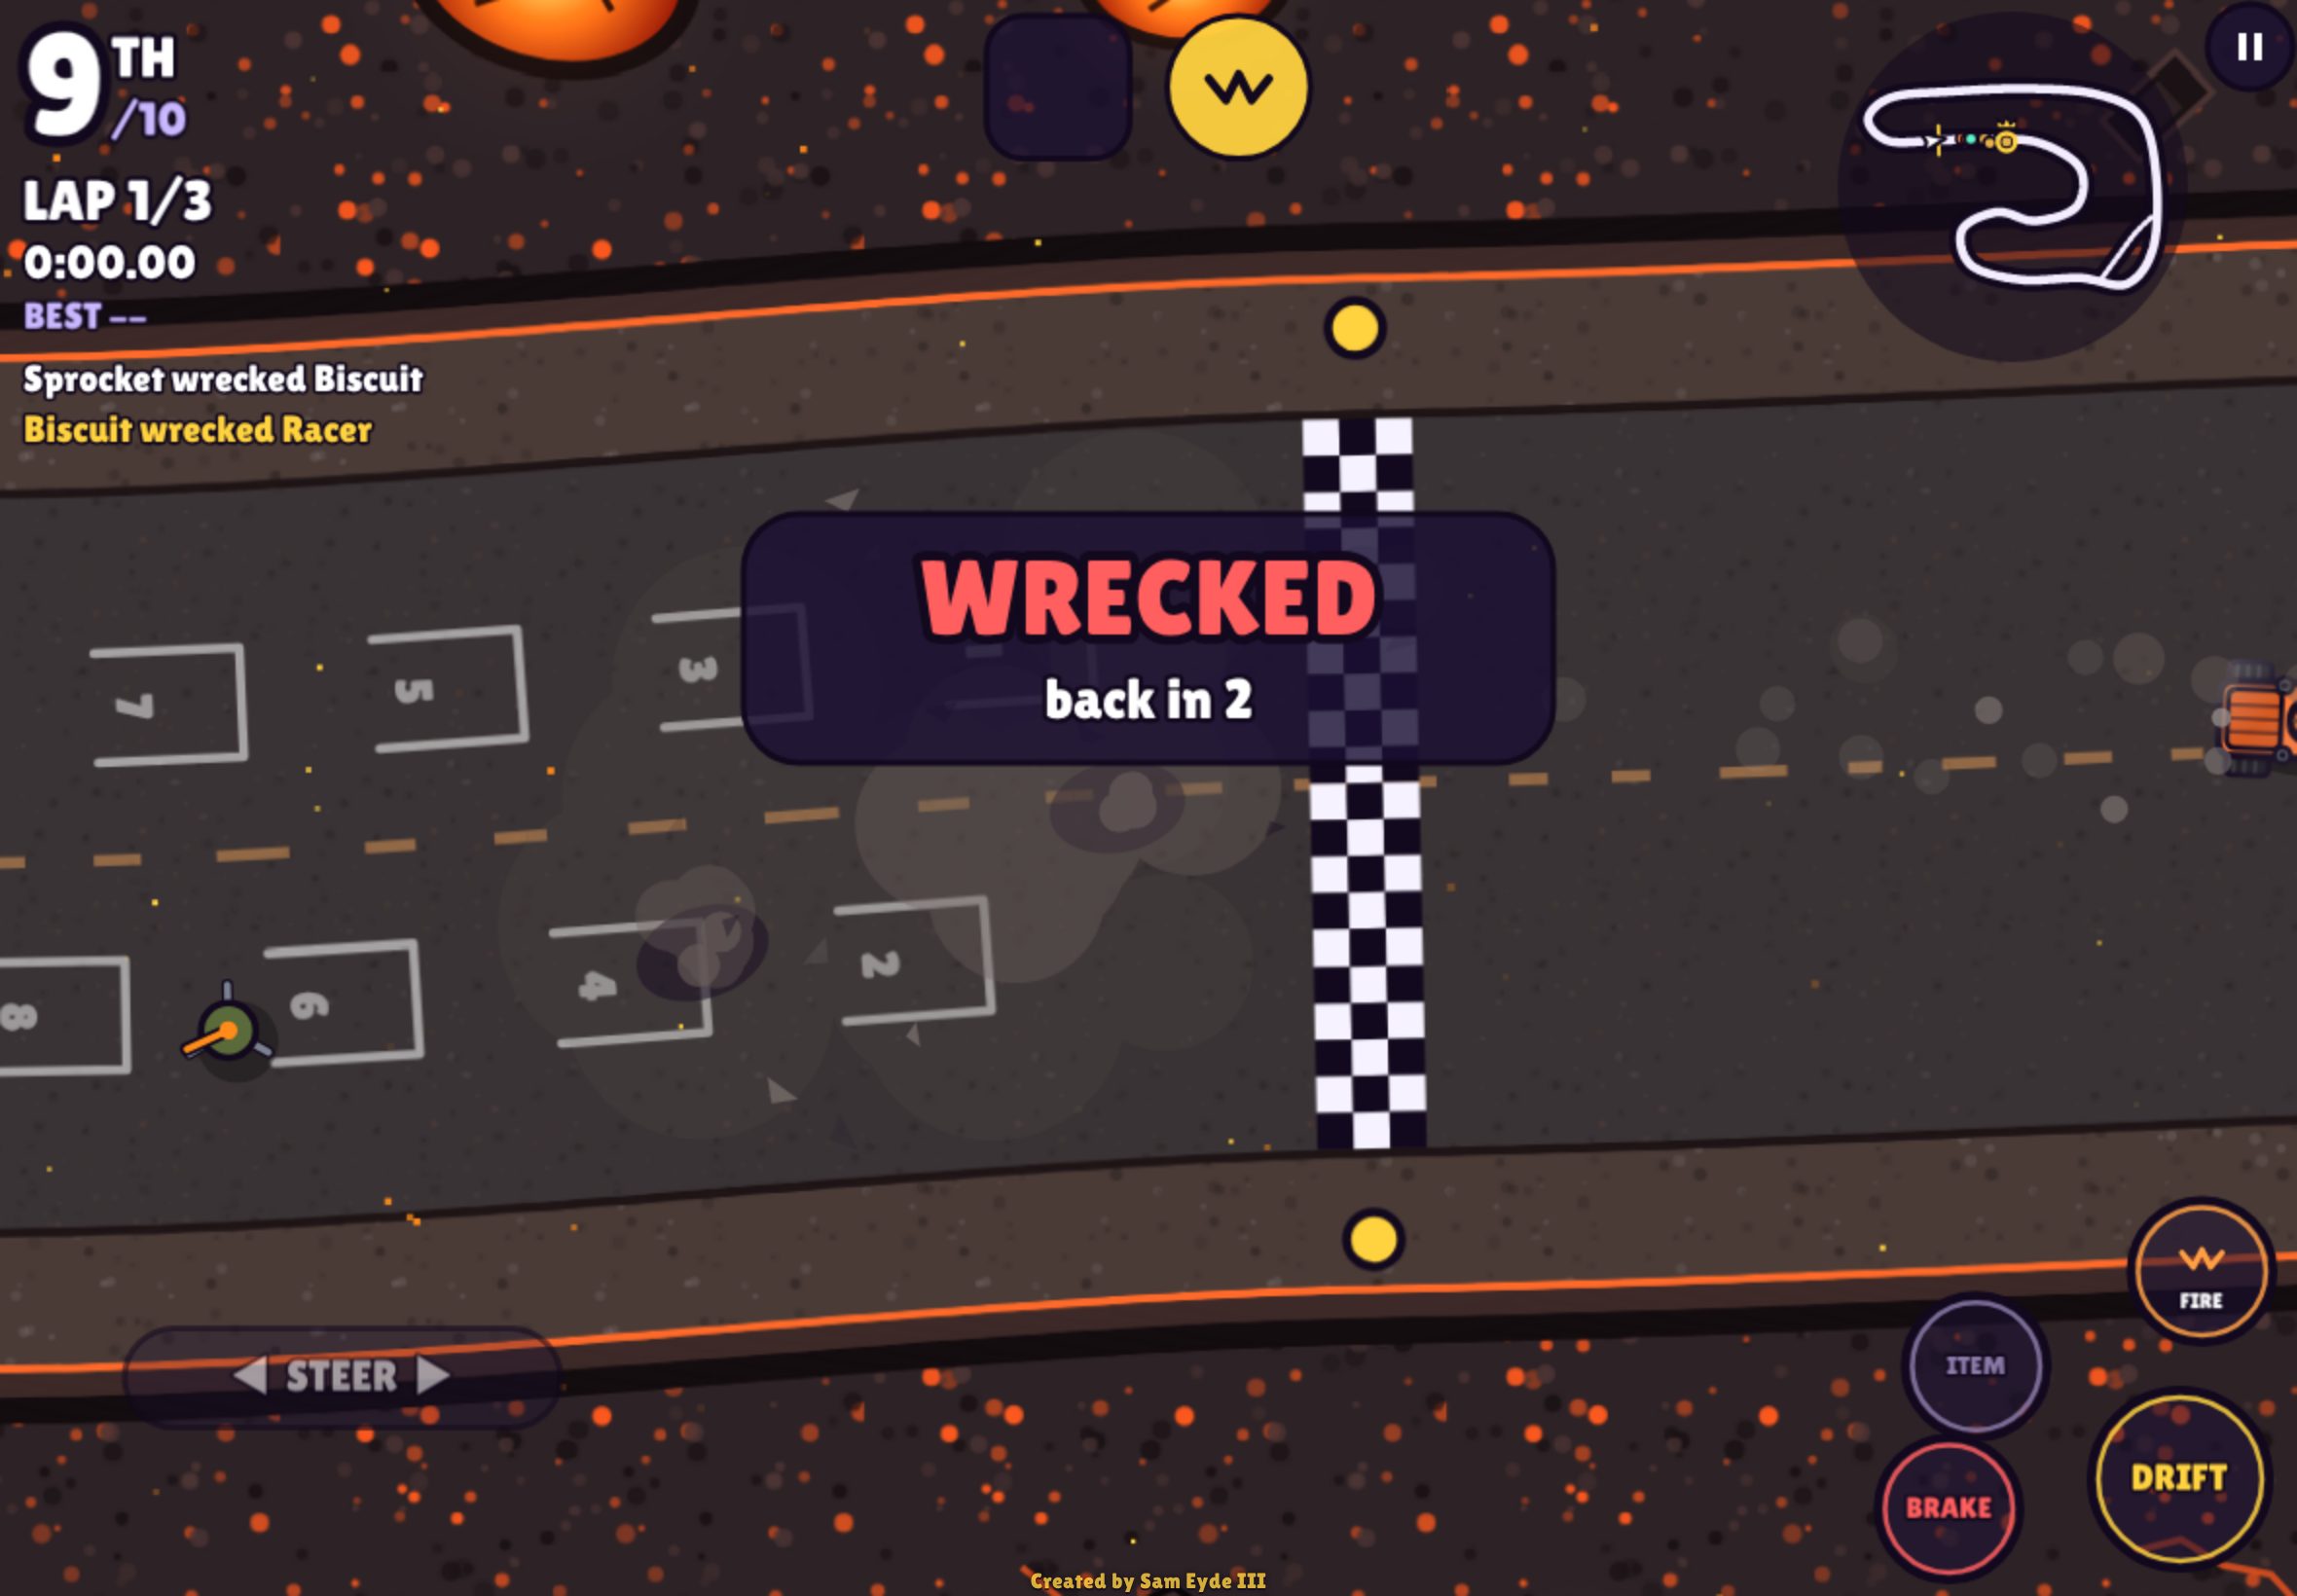 9TH
/10
LAP 1/3
0:00.00
BEST --
Sprocket wrecked Biscuit
Biscuit wrecked Racer
WRECKED
back in 2
7
5
3
8
6
4
2
STEER
FIRE
ITEM
BRAKE
DRIFT
Created by Sam Eyde III